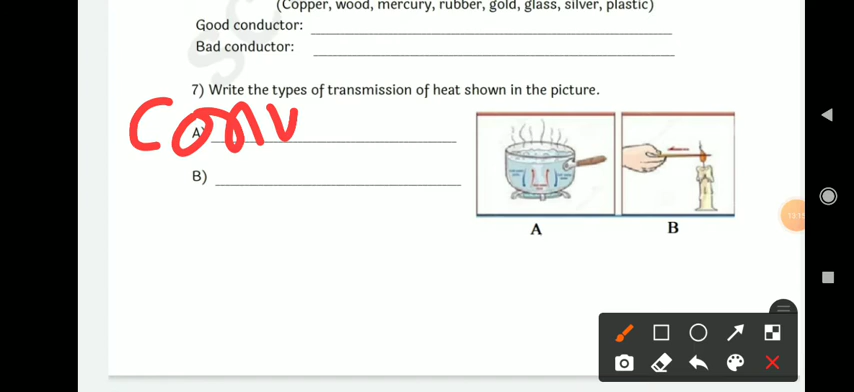 (Copper, wood, mercury, rubber, gold, glass, silver, plastic)
Good conductor:
Bad conductor:
7) Write the types of transmission of heat shown in the picture.
Conv
A)
B)
A
B